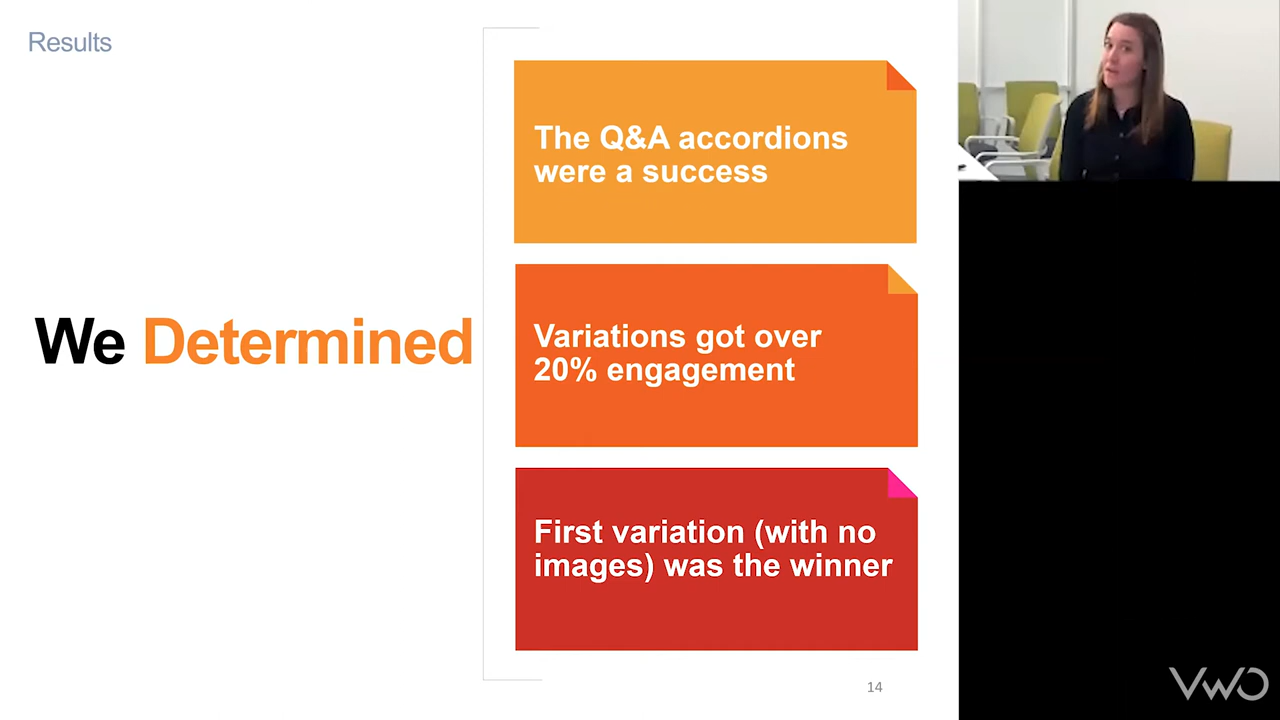 Results
We Determined
The Q&A accordions
were a success
Variations got over
20% engagement
First variation (with no
images) was the winner
14
VWO